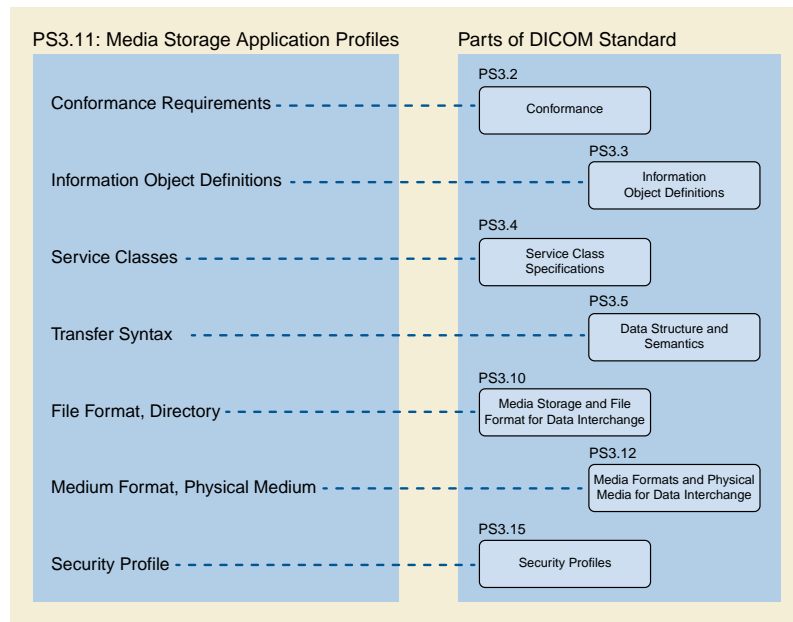 PS3.11: Media Storage Application Profiles
Parts of DICOM Standard
PS3.2
Conformance Requirements
Conformance
PS3.3
Information Object Definitions
Information
Object Definitions
PS3.4
Service Classes
Service Class
Specifications
PS3.5
Transfer Syntax
Data Structure and
Semantics
PS3.10
File Format, Directory
Media Storage and File
Format for Data Interchange
PS3.12
Medium Format, Physical Medium
Media Formats and Physical
Media for Data Interchange
PS3.15
Security Profile
Security Profiles